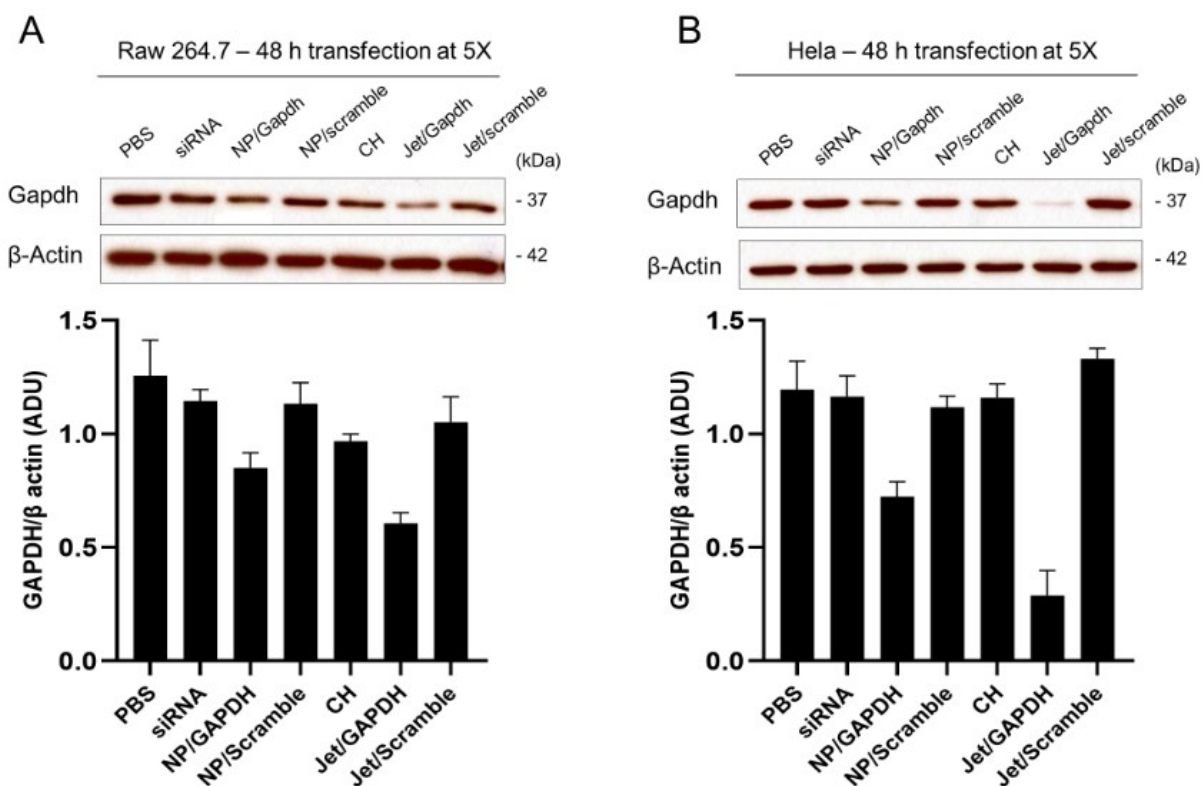 A
Raw 264.7 – 48 h transfection at 5X
PBS
siRNA
NP/Gapdh
NP/scramble
CH
Jet/Gapdh
Jet/scramble
(kDa)
Gapdh
- 37
β-Actin
- 42
GAPDH/β actin (ADU)
1.5
1.0
0.5
0.0
PBS
siRNA
NP/GAPDH
NP/Scramble
CH
Jet/GAPDH
Jet/Scramble
B
Hela – 48 h transfection at 5X
PBS
siRNA
NP/Gapdh
NP/scramble
CH
Jet/Gapdh
Jet/scramble
(kDa)
Gapdh
- 37
β-Actin
- 42
GAPDH/β actin (ADU)
1.5
1.0
0.5
0.0
PBS
siRNA
NP/GAPDH
NP/Scramble
CH
Jet/GAPDH
Jet/Scramble